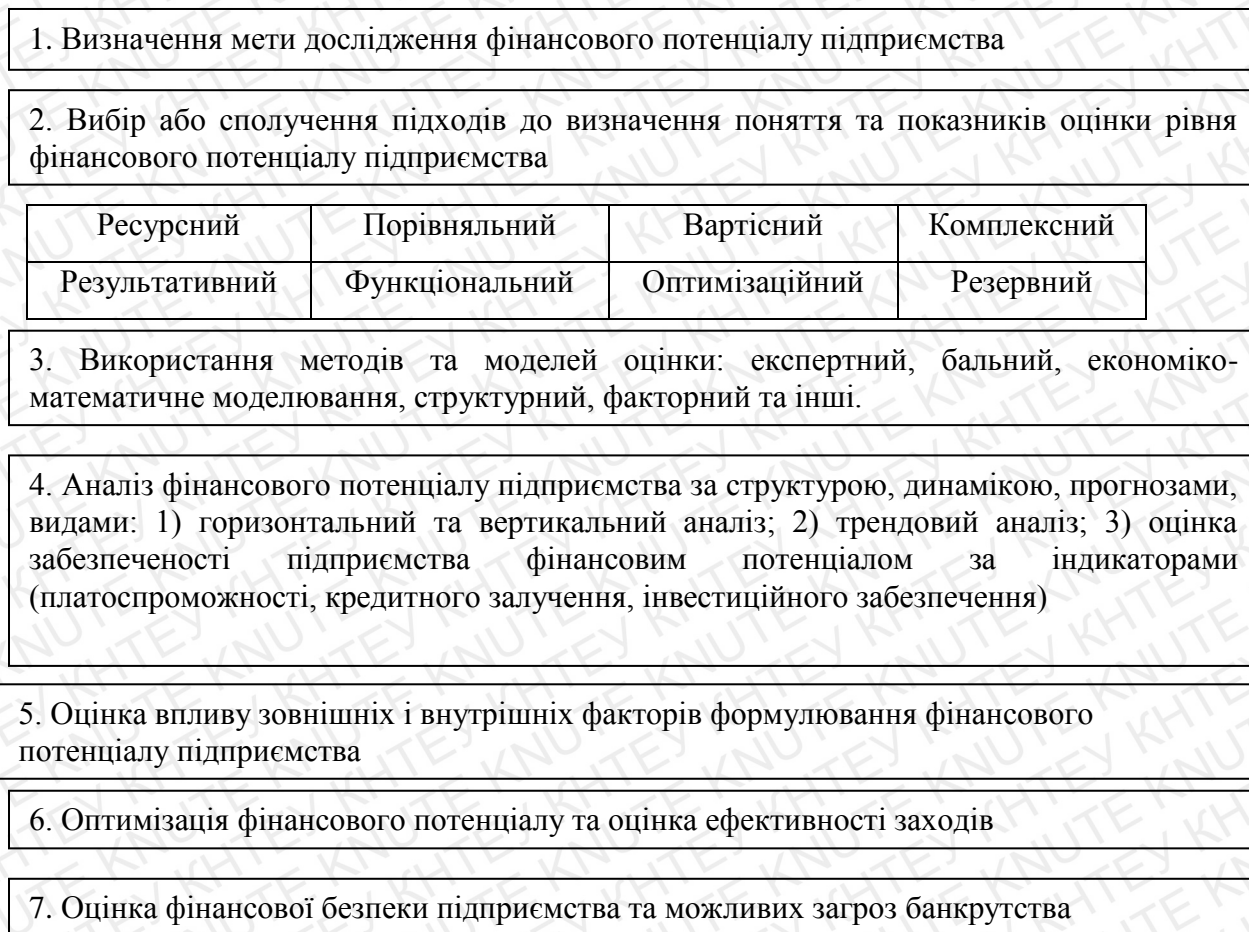 1. Визначення мети дослідження фінансового потенціалу підприємства
2. Вибір або сполучення підходів до визначення поняття та показників оцінки рівня
фінансового потенціалу підприємства
Ресурсний Порівняльний Вартісний Комплексний
Результативний Функціональний Оптимізаційний Резервний
3. Використання методів та моделей оцінки: експертний, бальний, економіко-
математичне моделювання, структурний, факторний та інші.
4. Аналіз фінансового потенціалу підприємства за структурою, динамікою, прогнозами,
видами: 1) горизонтальний та вертикальний аналіз; 2) трендовий аналіз; 3) оцінка
забезпеченості підприємства фінансовим потенціалом за індикаторами
(платоспроможності, кредитного залучення, інвестиційного забезпечення)
5. Оцінка впливу зовнішніх і внутрішніх факторів формулювання фінансового
потенціалу підприємства
6. Оптимізація фінансового потенціалу та оцінка ефективності заходів
7. Оцінка фінансової безпеки підприємства та можливих загроз банкрутства